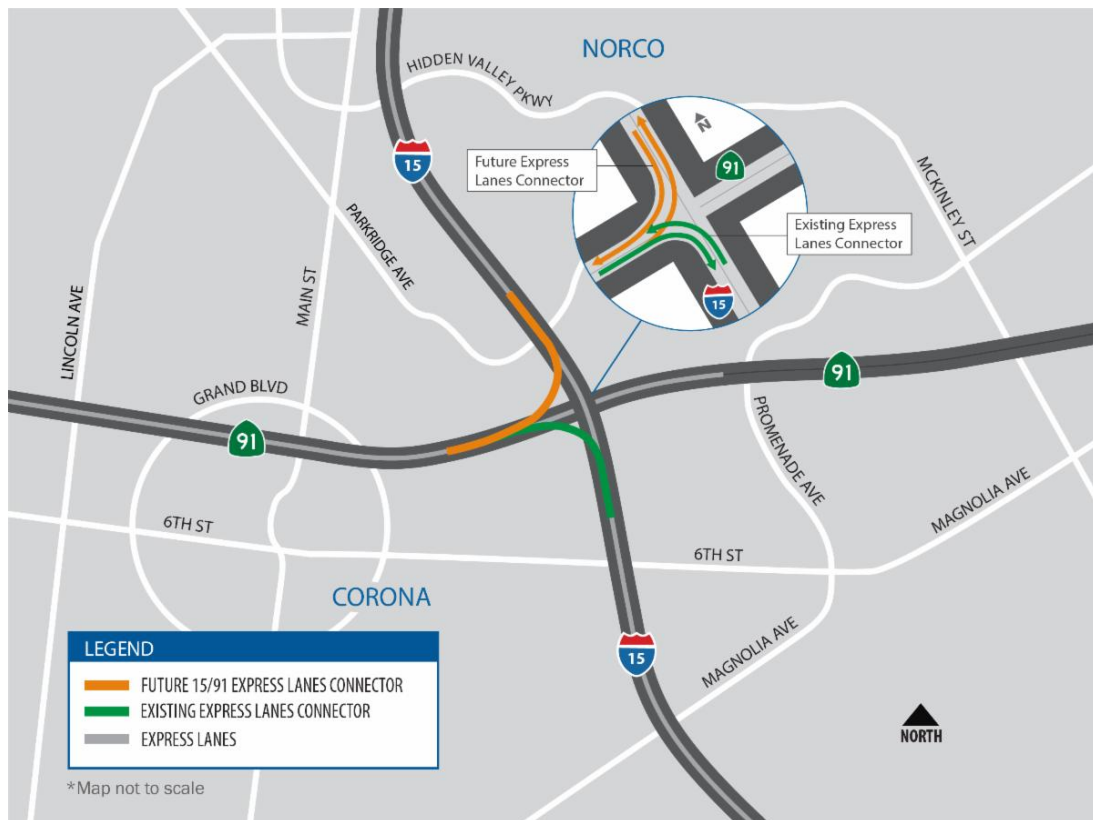 NORCO
HIDDEN VALLEY PKWY
N
91
15
Future Express
Lanes Connector
MCKINLEY ST
Existing Express
Lanes Connector
PARKRIDGE AVE
MAIN ST
LINCOLN AVE
15
91
GRAND BLVD
91
PROMENADE AVE
MAGNOLIA AVE
6TH ST
6TH ST
CORONA
15
MAGNOLIA AVE
LEGEND
FUTURE 15/91 EXPRESS LANES CONNECTOR
EXISTING EXPRESS LANES CONNECTOR
EXPRESS LANES
NORTH
*Map not to scale